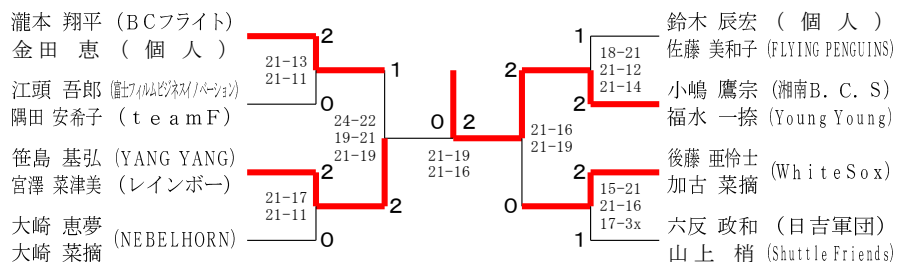 瀧本 翔平 (BCフライト)
金田 恵 (個人)
江頭 吾郎 (富士フィルムビジネスイノベーション)
隅田 安希子 (teamF)
笹島 基弘 (YANG YANG)
宮澤 菜津美 (レインボー)
大崎 恵夢
大崎 菜摘
(NEBELHORN)
2
21-13
21-11
0
1
24-22
19-21
21-19
2
21-17
21-11
2
0
0 2
21-19
21-16
2
21-16
21-19
0
1
18-21
21-12
21-14
2
2
15-21
21-16
17-3x
1
鈴木 辰宏 (個人)
佐藤 美和子 (FLYING PENGUINS)
小嶋 鷹宗 (湘南B.C.S)
福水 一捺 (Young Young)
後藤 亜怜士
加古 菜摘
(WhiteSox)
六反 政和 (日吉軍団)
山上 梢 (Shuttle Friends)